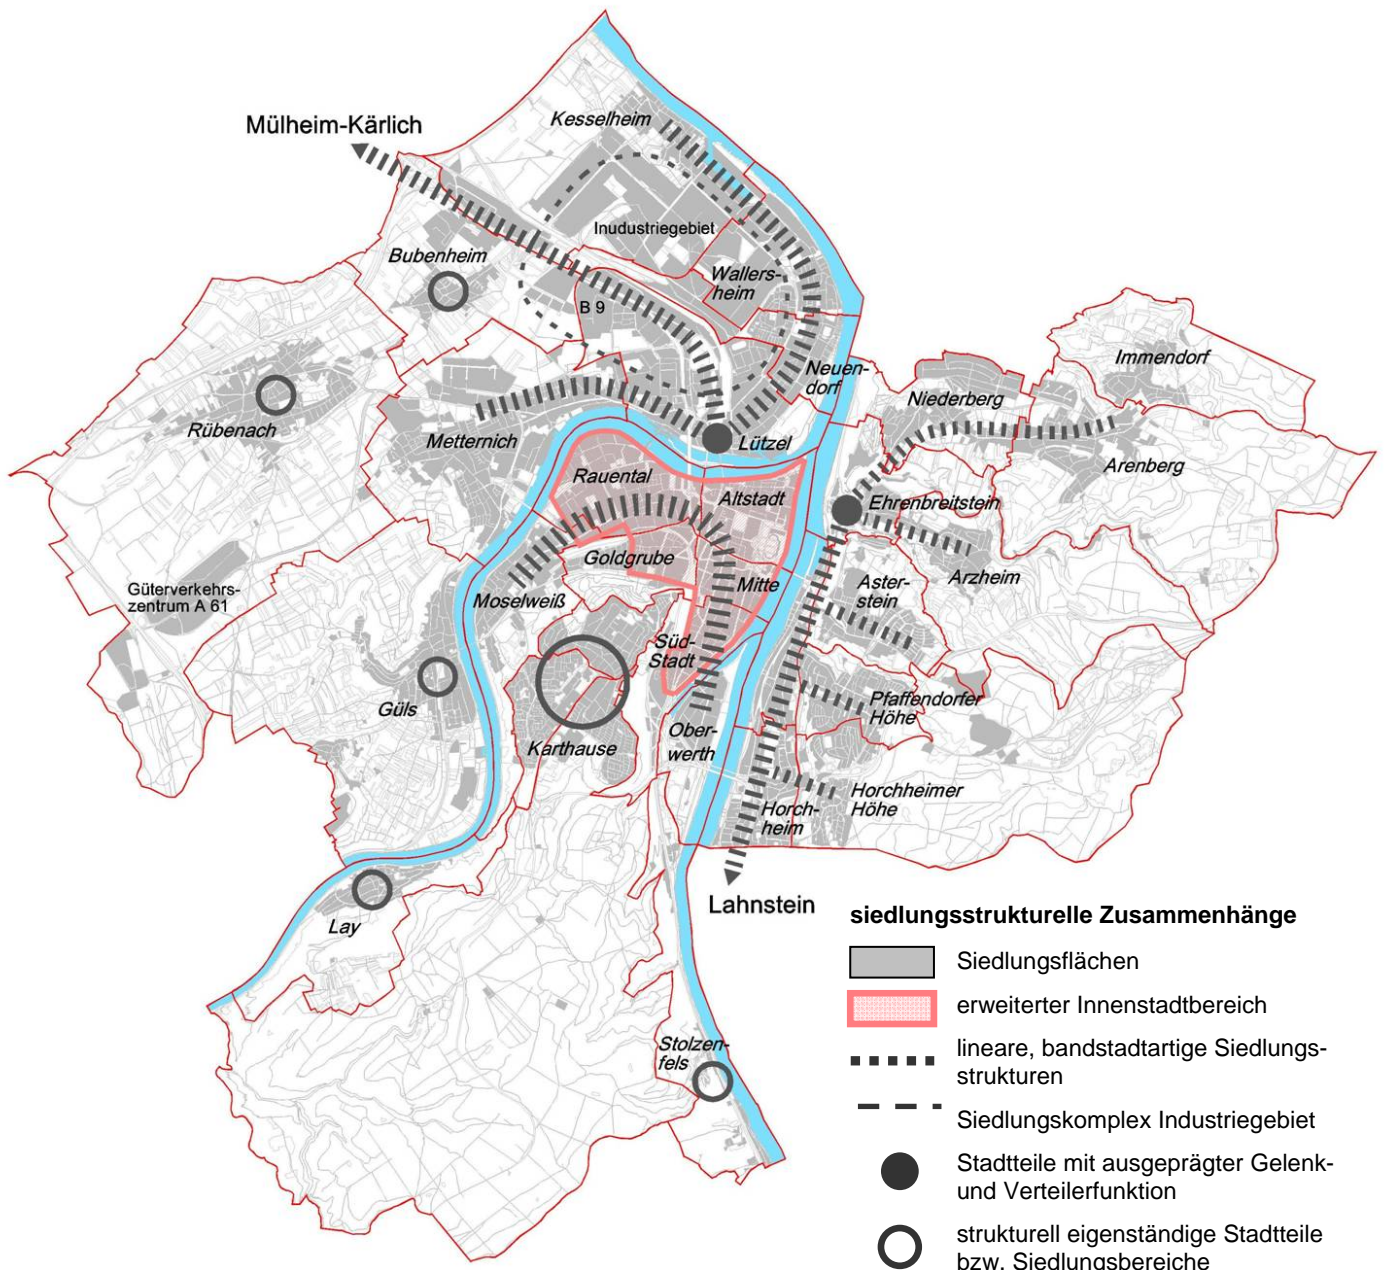 Kesselheim
Mülheim-Kärlich
Inudustriegebiet
Bubenheim
Wallers-
heim
B 9
Neuen-
dorf
Immendorf
Niederberg
Rübenach
Metternich
Lützel
Arenberg
Rauental
Altstadt
Ehrenbreitstein
Goldgrube
Mitte
Aster-
stein
Arzheim
Güterverkehrs-
zentrum A 61
Moselweiß
Süd-
Stadt
Güls
Karthause
Ober-
werth
Pfaffendorfer
Höhe
Horchheimer
Höhe
Horch-
heim
Lahnstein
Lay
Stolzen-
fels
siedlungsstrukturelle Zusammenhänge
Siedlungsflächen
erweiterter Innenstadtbereich
lineare, bandstadtartige Siedlungs-
strukturen
Siedlungskomplex Industriegebiet
Stadtteile mit ausgeprägter Gelenk-
und Verteilerfunktion
strukturell eigenständige Stadtteile
bzw. Siedlungsbereiche